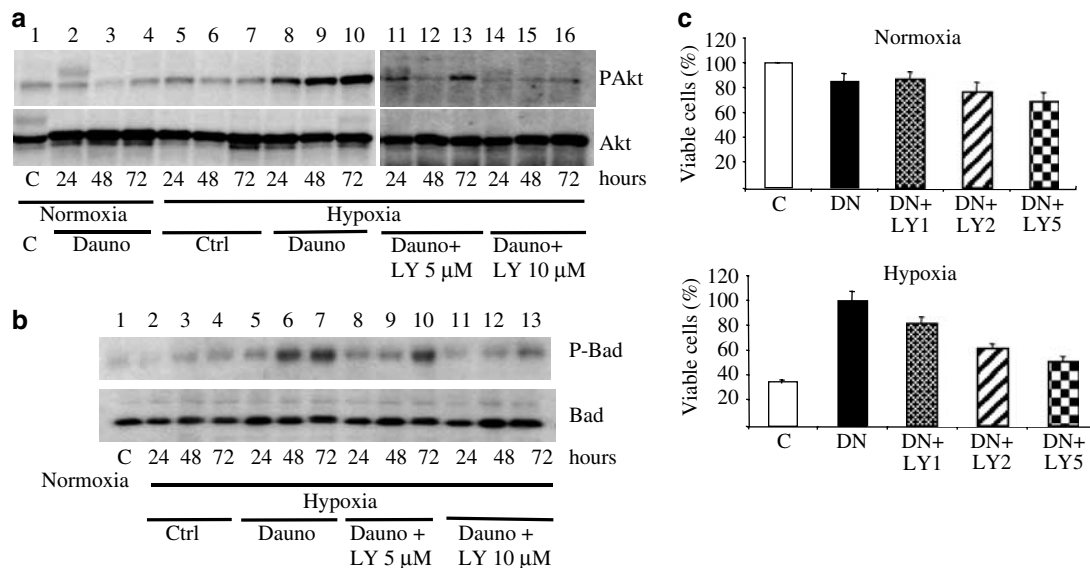 a
1 2 3 4 5 6 7 8 9 10 11 12 13 14 15 16
PAkt
Akt
C 24 48 72 24 48 72 24 48 72 24 48 72 24 48 72 hours
Normoxia Hypoxia
C Dauno Ctrl Dauno Dauno+ Dauno+
LY 5 µM LY 10 µM
b
1 2 3 4 5 6 7 8 9 10 11 12 13
P-Bad
Bad
C 24 48 72 24 48 72 24 48 72 24 48 72 hours
Normoxia
Hypoxia
Ctrl Dauno Dauno + Dauno +
LY 5 µM LY 10 µM
c
Normoxia
Viable cells (%)
120
100
80
60
40
20
C DN DN+ DN+ DN+
LY1 LY2 LY5
Hypoxia
Viable cells (%)
120
100
80
60
40
20
C DN DN+ DN+ DN+
LY1 LY2 LY5